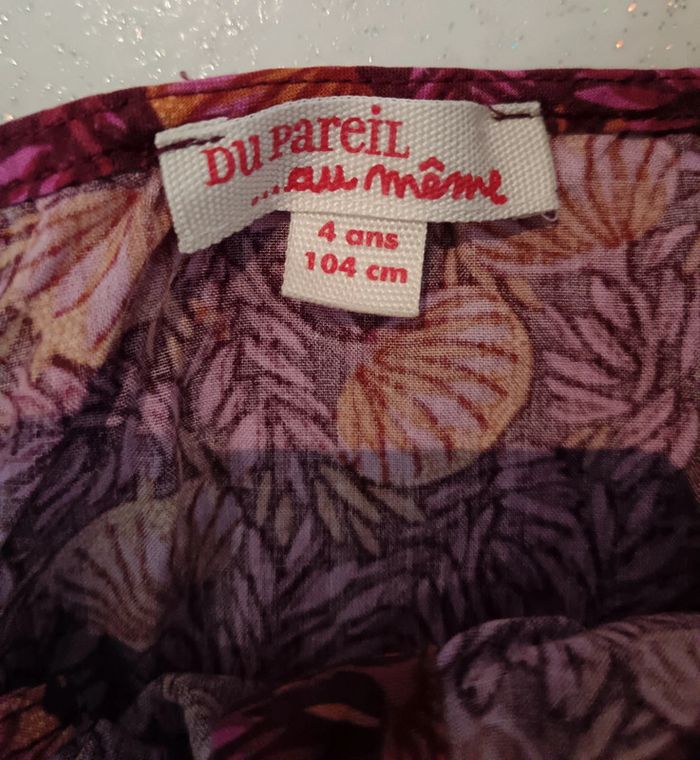 Du PareiL
...au même
4 ans
104 cm